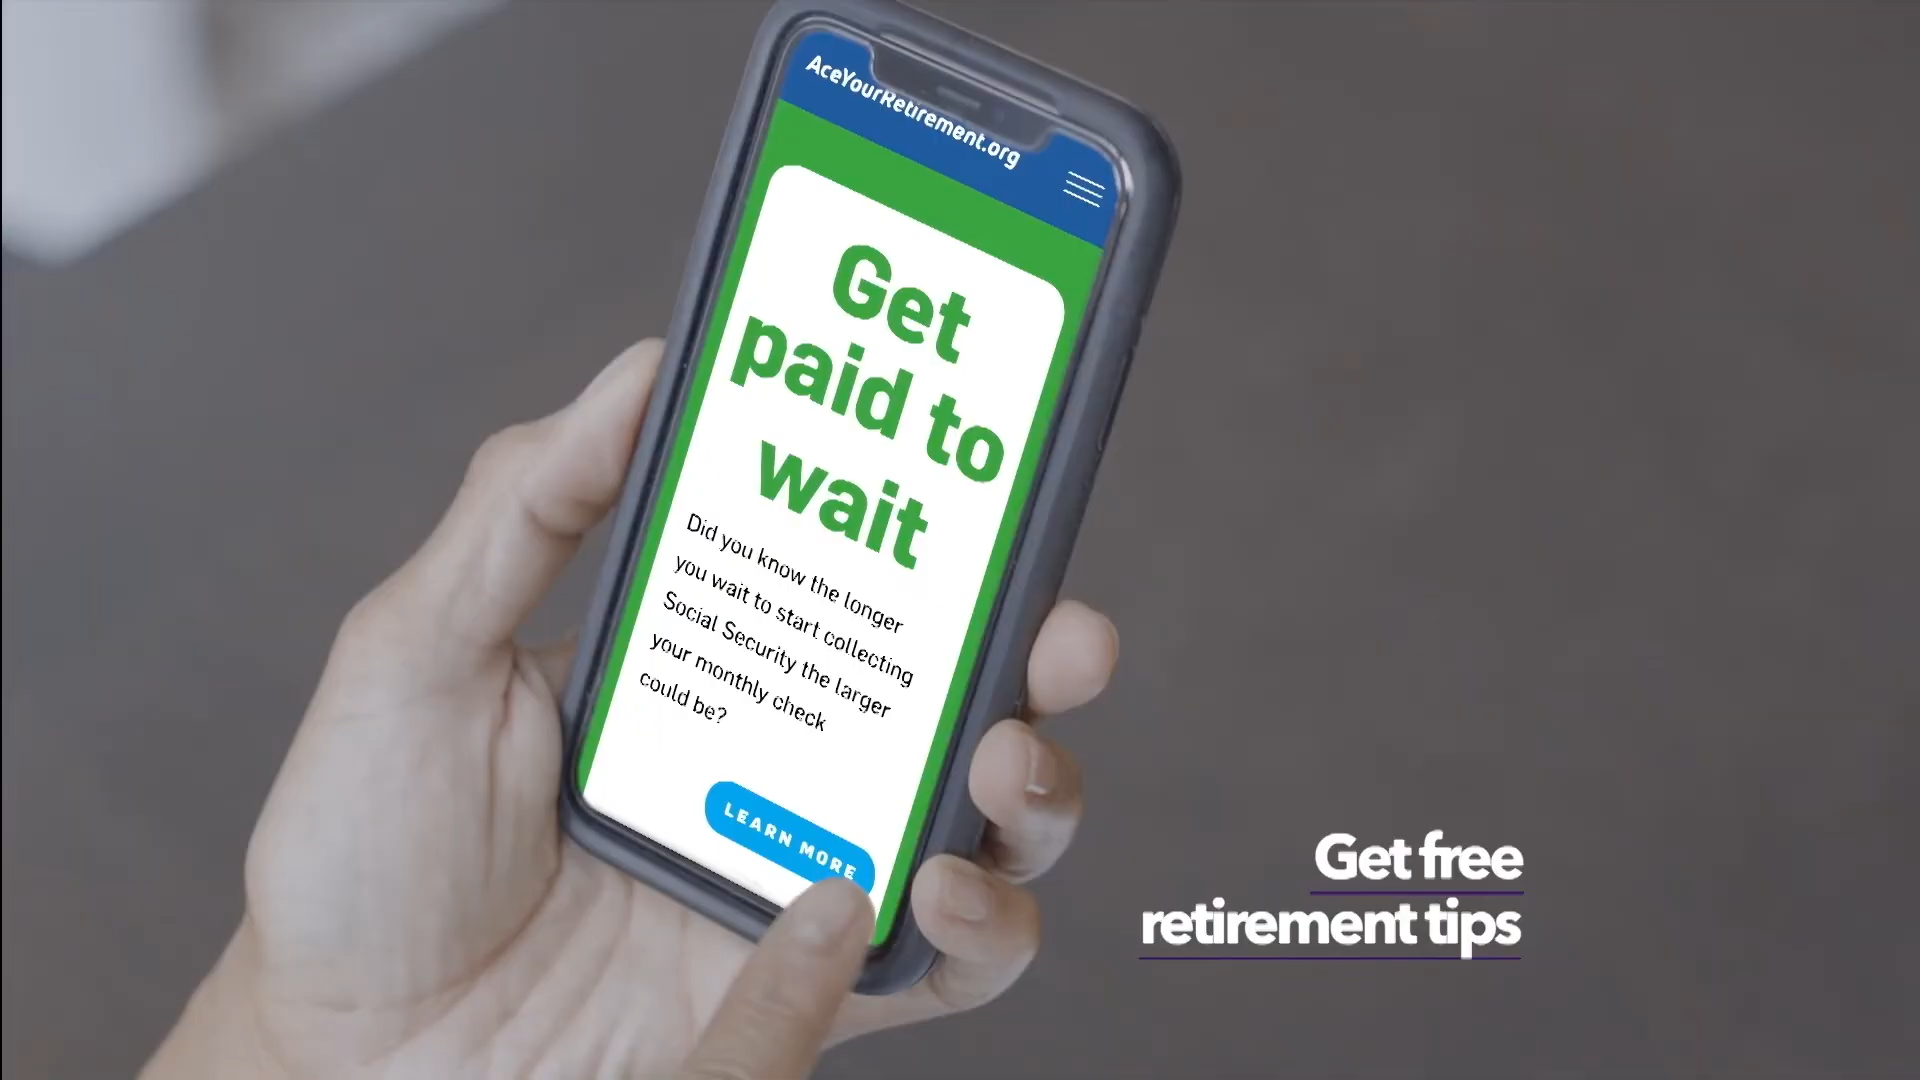 AceYourRetirement.org
Get
paid to
wait
Did you know the longer
you wait to start collecting
Social Security the larger
your monthly check
could be?
LEARN MORE
Get free
retirement tips